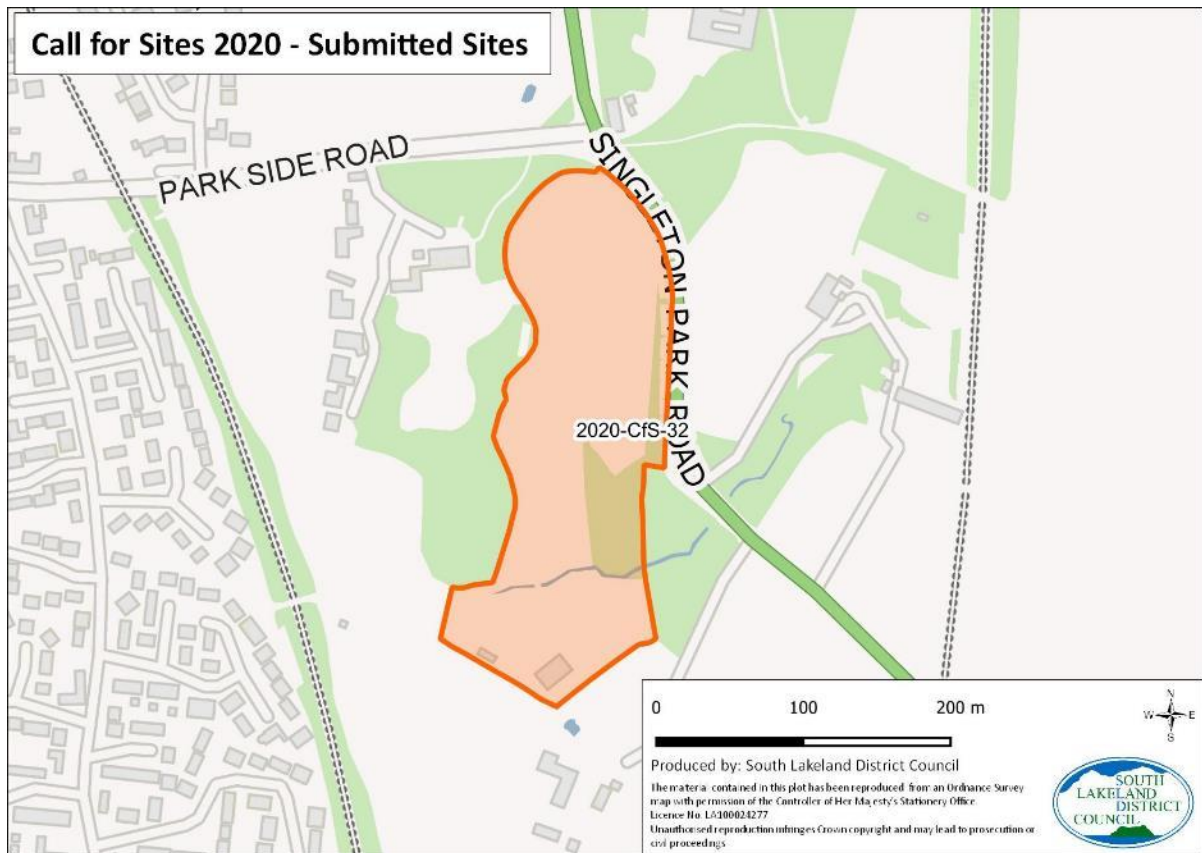 Call for Sites 2020 - Submitted Sites
PARK SIDE ROAD
SINGLETON PARK ROAD
2020-CfS-32
0 100 200 m
N
W E
S
Produced by: South Lakeland District Council
The material contained in this plot has been reproduced from an Ordnance Survey
map with permission of the Controller of Her Majesty's Stationery Office.
Licence No. LA100024277
Unauthorised reproduction infringes Crown copyright and may lead to prosecution or
civil proceedings
SOUTH
LAKELAND
DISTRICT
COUNCIL